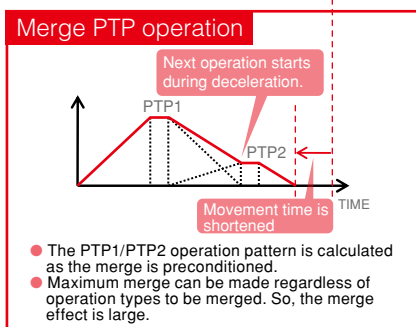 Merge PTP operation
Next operation starts
during deceleration.
PTP1
PTP2
TIME
Movement time is
shortened
The PTP1/PTP2 operation pattern is calculated
as the merge is preconditioned.
Maximum merge can be made regardless of
operation types to be merged. So, the merge
effect is large.